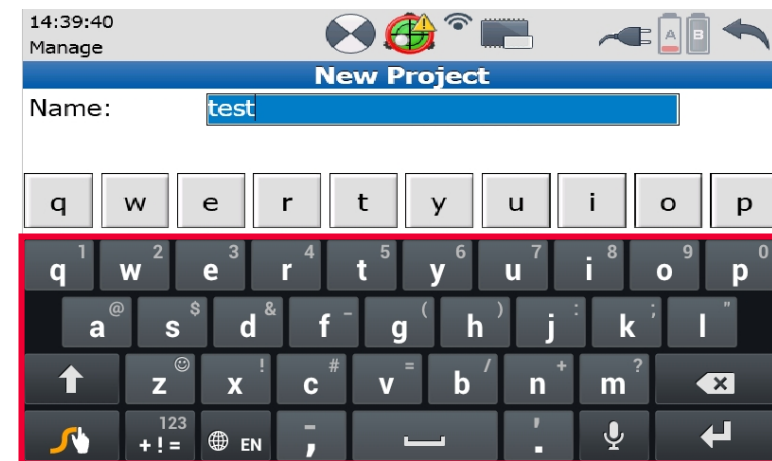 14:39:40
Manage
A B
New Project
Name: test
q w e r t y u i o p
q 1 w 2 e 3 r 4 t 5 y 6 u 7 i 8 o 9 p 0
a @ s $ d & f _ g ( h ) j : k ; l "
z x ! c # v = b / n + m ?
123
+ ! = EN - , ' .